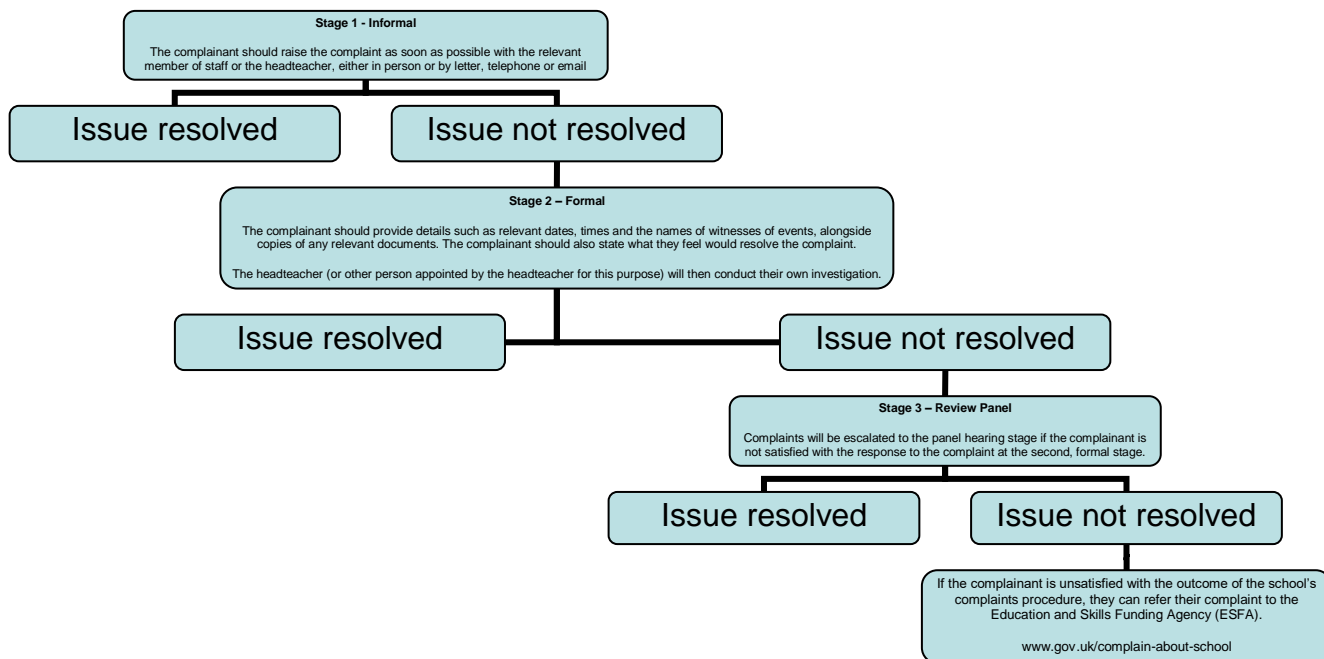 Stage 1 - Informal
The complainant should raise the complaint as soon as possible with the relevant
member of staff or the headteacher, either in person or by letter, telephone or email
Issue resolved
Issue not resolved
Stage 2 – Formal
The complainant should provide details such as relevant dates, times and the names of witnesses of events, alongside
copies of any relevant documents. The complainant should also state what they feel would resolve the complaint.
The headteacher (or other person appointed by the headteacher for this purpose) will then conduct their own investigation.
Issue resolved
Issue not resolved
Stage 3 – Review Panel
Complaints will be escalated to the panel hearing stage if the complainant is
not satisfied with the response to the complaint at the second, formal stage.
Issue resolved
Issue not resolved
If the complainant is unsatisfied with the outcome of the school’s
complaints procedure, they can refer their complaint to the
Education and Skills Funding Agency (ESFA).
www.gov.uk/complain-about-school